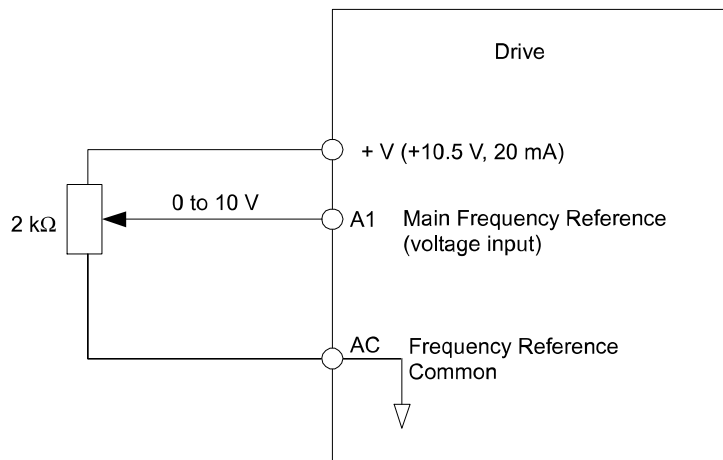 Drive
+ V (+10.5 V, 20 mA)
0 to 10 V
2 kΩ
A1
Main Frequency Reference
(voltage input)
AC
Frequency Reference
Common